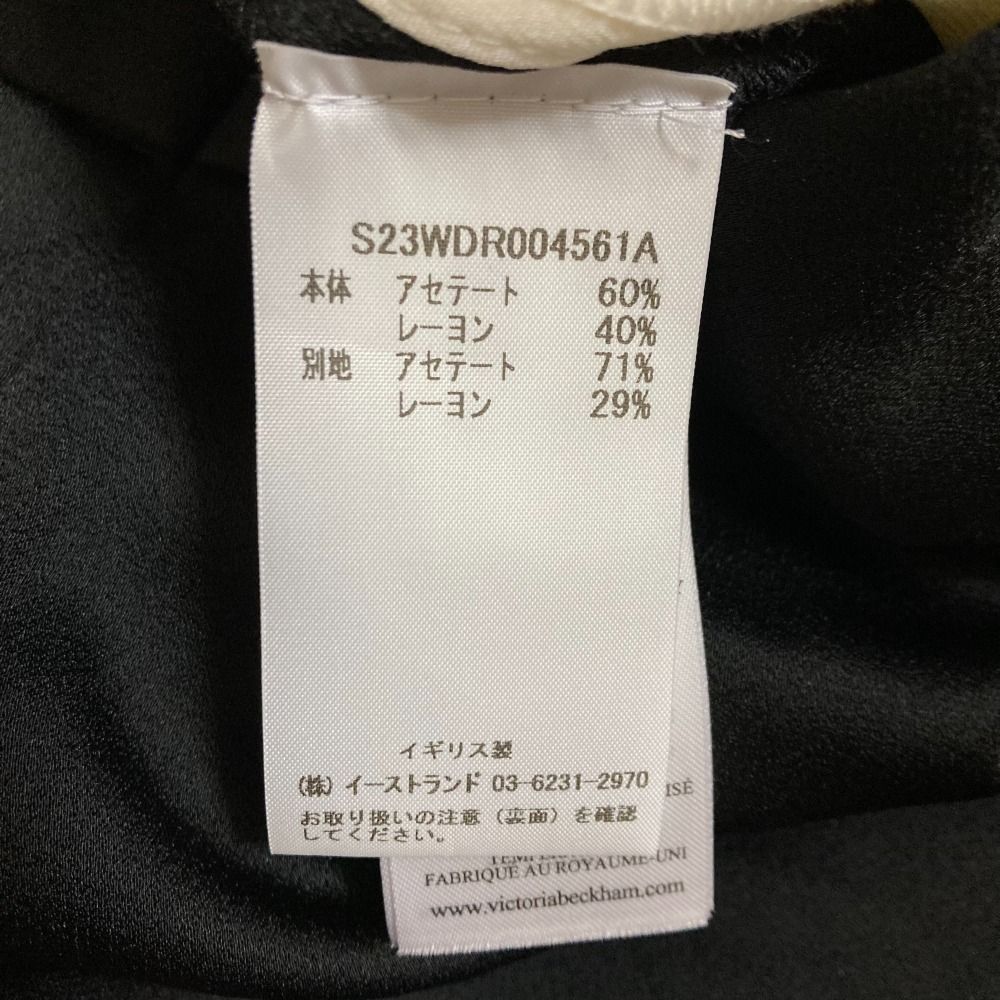 S23WDR004561A
本体 アセテート 60%
レーヨン 40%
別地 アセテート 71%
レーヨン 29%
イギリス製
(株) イーストランド 03-6231-2970
お取り扱いの注意 (裏面) を確認
してください。
ISÉ
FABRIQUÉ AU ROYAUME-UNI
www.victoriabeckham.com